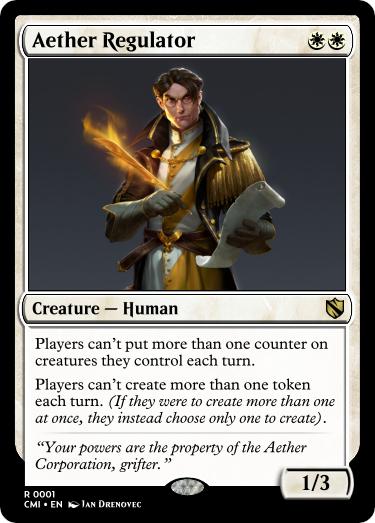 Aether Regulator
Creature — Human
Players can't put more than one counter on
creatures they control each turn.
Players can't create more than one token
each turn. (If they were to create more than one
at once, they instead choose only one to create).
“Your powers are the property of the Aether
Corporation, grifter.”
1/3
R 0001
CMI • EN Ian Drenovec